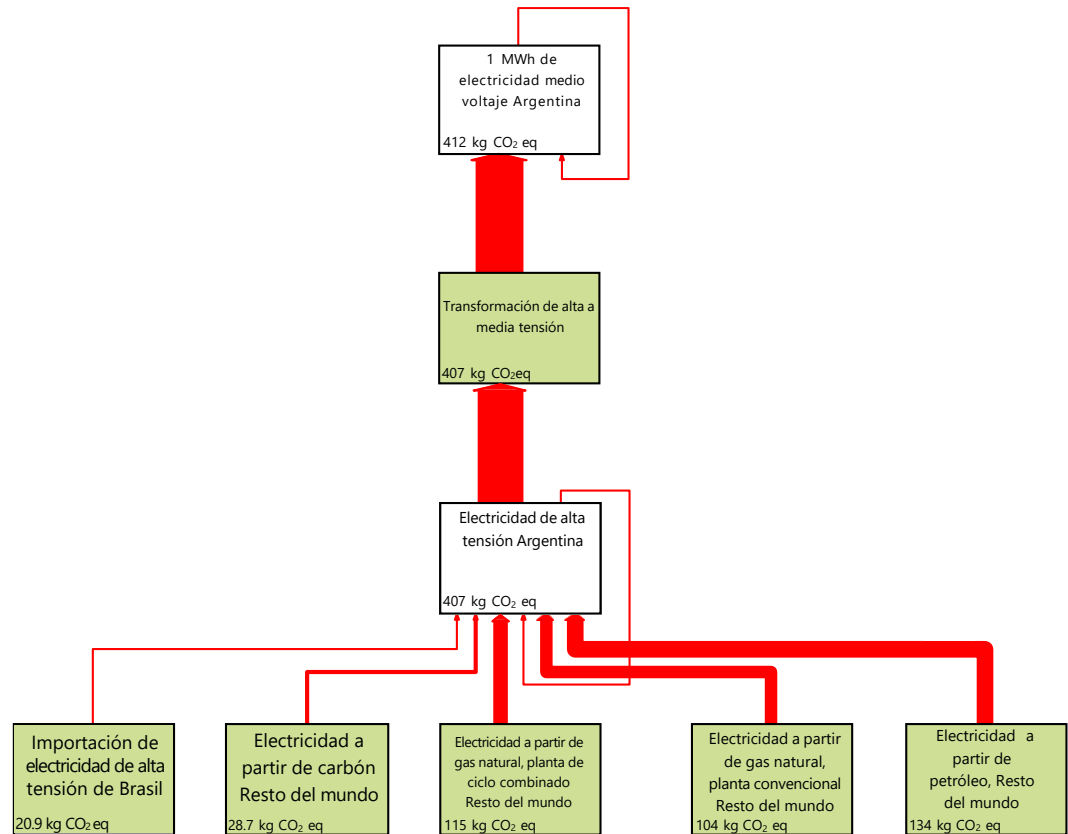 1 MWh de
electricidad medio
voltaje Argentina
412 kg CO₂ eq
Transformación de alta a
media tensión
407 kg CO₂eq
Electricidad de alta
tensión Argentina
407 kg CO₂ eq
Importación de
electricidad de alta
tensión de Brasil
20.9 kg CO₂ eq
Electricidad a
partir de carbón
Resto del mundo
28.7 kg CO₂ eq
Electricidad a partir de
gas natural, planta de
ciclo combinado
Resto del mundo
115 kg CO₂ eq
Electricidad a partir
de gas natural,
planta convencional
Resto del mundo
104 kg CO₂ eq
Electricidad a
partir de
petróleo, Resto
del mundo
134 kg CO₂ eq